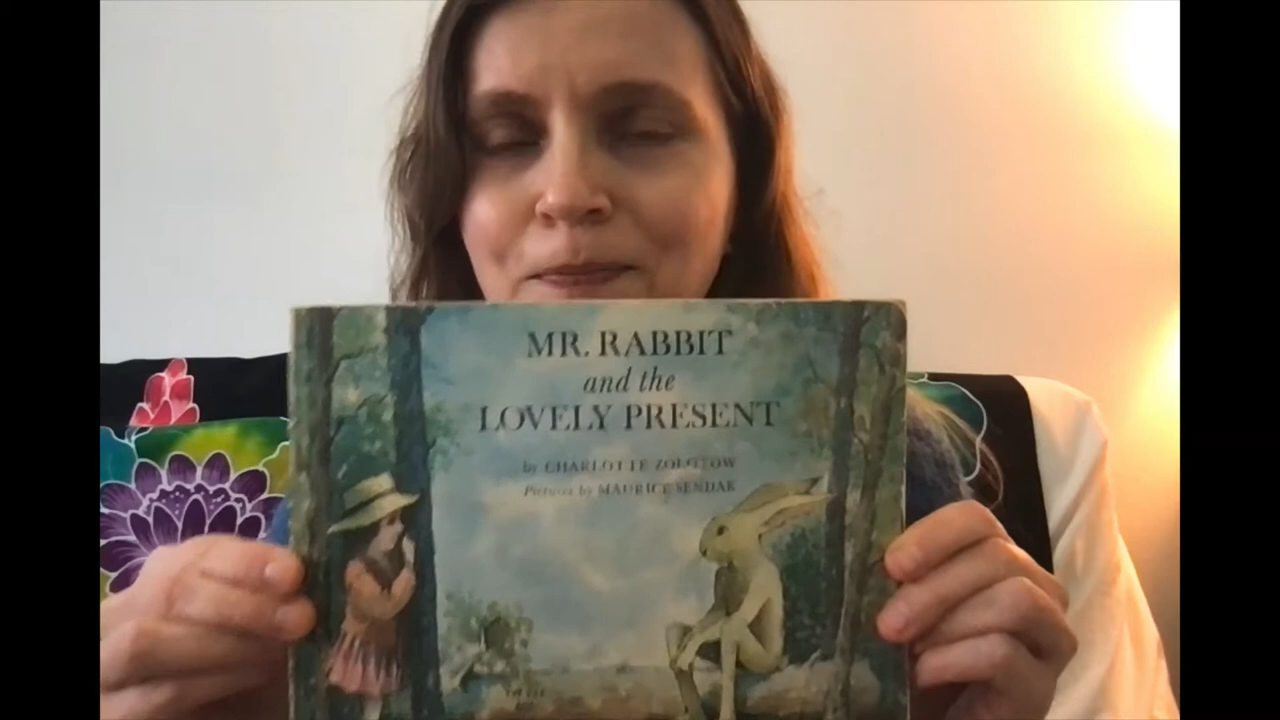 MR. RABBIT
and the
LOVELY PRESENT
by CHARLOTTE ZOLOTOW
Pictures by MAURICE SENDAK